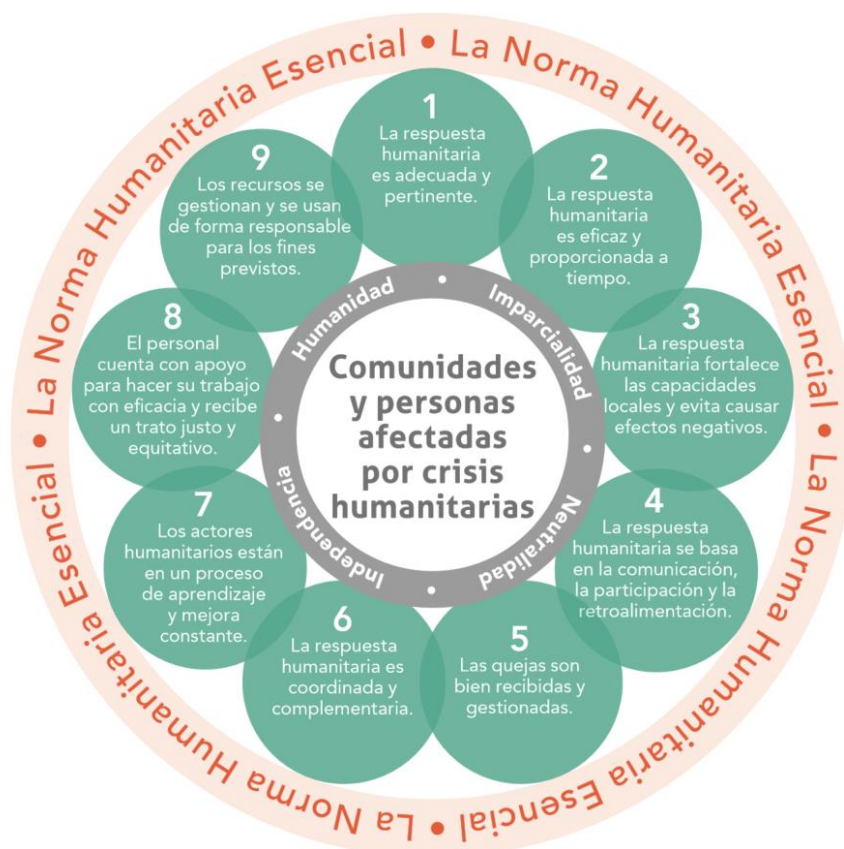 La Norma Humanitaria Esencial • La Norma Humanitaria Esencial • La Norma Humanitaria Esencial • La Norma Humanitaria Esencial •
1
La respuesta
humanitaria
es adecuada y
pertinente.
2
La respuesta
humanitaria
es eficaz y
proporcionada a
tiempo.
3
La respuesta
humanitaria fortalece
las capacidades
locales y evita causar
efectos negativos.
4
La respuesta
humanitaria se basa
en la comunicación,
la participación y la
retroalimentación.
5
Las quejas son
bien recibidas y
gestionadas.
6
La respuesta
humanitaria es
coordinada y
complementaria.
7
Los actores
humanitarios están
en un proceso
de aprendizaje
y mejora
constante.
8
El personal
cuenta con apoyo
para hacer su trabajo
con eficacia y recibe
un trato justo y
equitativo.
9
Los recursos se
gestionan y se usan
de forma responsable
para los fines
previstos.
Humanidad • Imparcialidad • Neutralidad • Independencia •
Comunidades
y personas
afectadas
por crisis
humanitarias